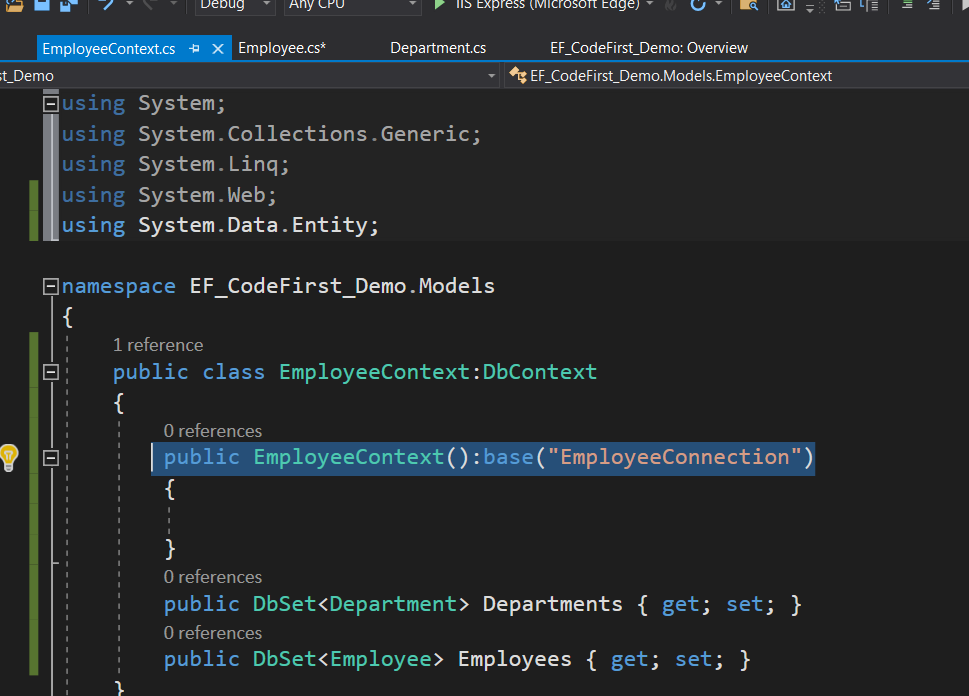 Debug Any CPU IIS Express (Microsoft Edge)
EmployeeContext.cs Employee.cs* Department.cs EF_CodeFirst_Demo: Overview
st_Demo EF_CodeFirst_Demo.Models.EmployeeContext
using System;
using System.Collections.Generic;
using System.Linq;
using System.Web;
using System.Data.Entity;
namespace EF_CodeFirst_Demo.Models
{
1 reference
public class EmployeeContext:DbContext
{
0 references
public EmployeeContext():base("EmployeeConnection")
{
}
0 references
public DbSet<Department> Departments { get; set; }
0 references
public DbSet<Employee> Employees { get; set; }
}